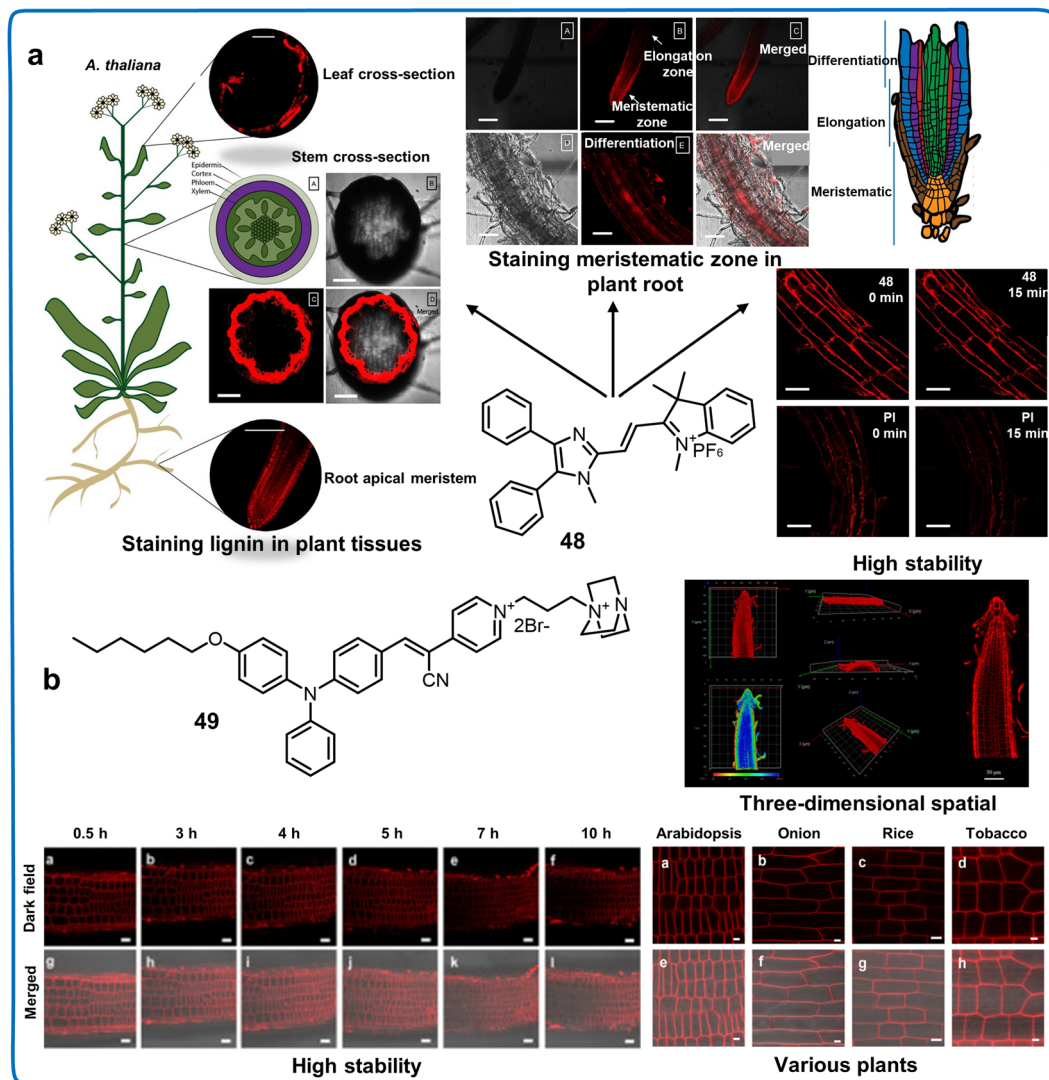 a
A. thaliana
Leaf cross-section
Stem cross-section
Epidermis
Cortex
Phloem
Xylem
A
B
C
D
Merged
Root apical meristem
Staining lignin in plant tissues
A
B
Elongation
zone
Meristematic
zone
C
Merged
D
Differentiation
E
Merged
Staining meristematic zone in
plant root
Differentiation
Elongation
Meristematic
48
0 min
48
15 min
PI
0 min
PI
15 min
High stability
N
N
N+
PF6
48
b
O
N
CN
N+
2Br-
N+
N
49
50 µm
Three-dimensional spatial
0.5 h
3 h
4 h
5 h
7 h
10 h
Dark field
a
b
c
d
e
f
Merged
g
h
i
j
k
l
High stability
Arabidopsis
Onion
Rice
Tobacco
a
b
c
d
e
f
g
h
Various plants